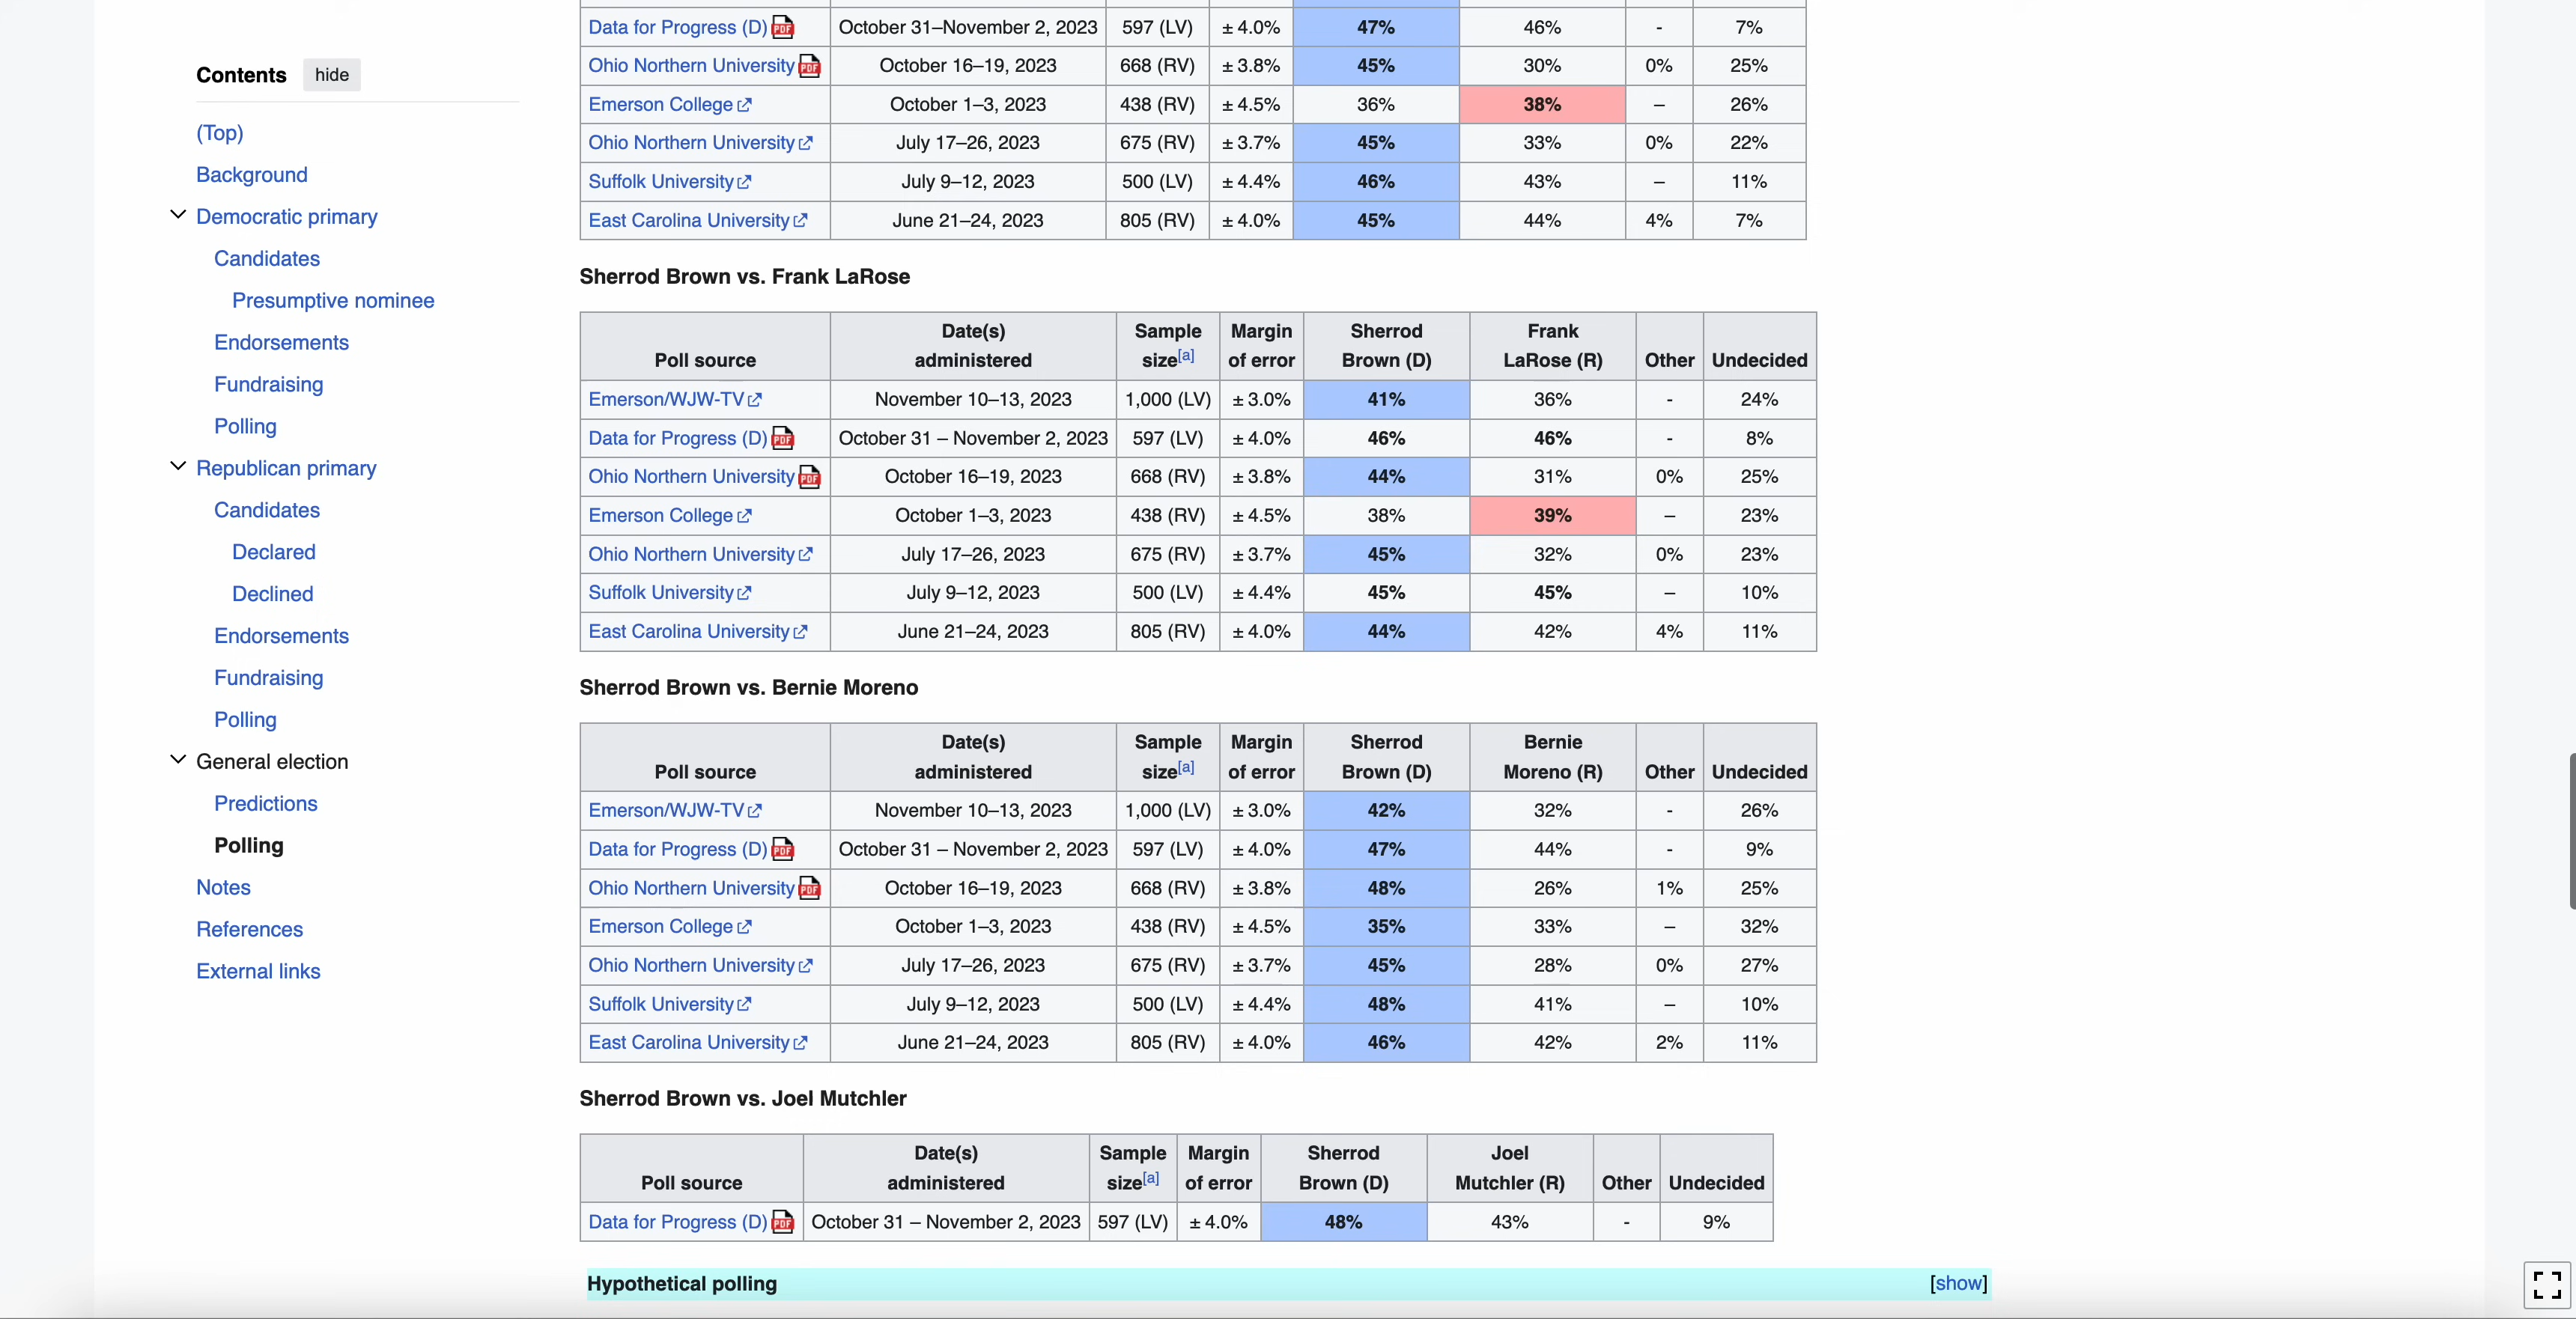 Contents hide
(Top)
Background
Democratic primary
Candidates
Presumptive nominee
Endorsements
Fundraising
Polling
Republican primary
Candidates
Declared
Declined
Endorsements
Fundraising
Polling
General election
Predictions
Polling
Notes
References
External links
Data for Progress (D) PDF October 31–November 2, 2023 597 (LV) ± 4.0% 47% 46% - 7%
Ohio Northern University PDF October 16–19, 2023 668 (RV) ± 3.8% 45% 30% 0% 25%
Emerson College October 1–3, 2023 438 (RV) ± 4.5% 36% 38% – 26%
Ohio Northern University July 17–26, 2023 675 (RV) ± 3.7% 45% 33% 0% 22%
Suffolk University July 9–12, 2023 500 (LV) ± 4.4% 46% 43% – 11%
East Carolina University June 21–24, 2023 805 (RV) ± 4.0% 45% 44% 4% 7%
Sherrod Brown vs. Frank LaRose
Date(s) Sample Margin Sherrod Frank
Poll source administered size[a] of error Brown (D) LaRose (R) Other Undecided
Emerson/WJW-TV November 10–13, 2023 1,000 (LV) ± 3.0% 41% 36% - 24%
Data for Progress (D) PDF October 31 – November 2, 2023 597 (LV) ± 4.0% 46% 46% - 8%
Ohio Northern University PDF October 16–19, 2023 668 (RV) ± 3.8% 44% 31% 0% 25%
Emerson College October 1–3, 2023 438 (RV) ± 4.5% 38% 39% – 23%
Ohio Northern University July 17–26, 2023 675 (RV) ± 3.7% 45% 32% 0% 23%
Suffolk University July 9–12, 2023 500 (LV) ± 4.4% 45% 45% – 10%
East Carolina University June 21–24, 2023 805 (RV) ± 4.0% 44% 42% 4% 11%
Sherrod Brown vs. Bernie Moreno
Date(s) Sample Margin Sherrod Bernie
Poll source administered size[a] of error Brown (D) Moreno (R) Other Undecided
Emerson/WJW-TV November 10–13, 2023 1,000 (LV) ± 3.0% 42% 32% - 26%
Data for Progress (D) PDF October 31 – November 2, 2023 597 (LV) ± 4.0% 47% 44% - 9%
Ohio Northern University PDF October 16–19, 2023 668 (RV) ± 3.8% 48% 26% 1% 25%
Emerson College October 1–3, 2023 438 (RV) ± 4.5% 35% 33% – 32%
Ohio Northern University July 17–26, 2023 675 (RV) ± 3.7% 45% 28% 0% 27%
Suffolk University July 9–12, 2023 500 (LV) ± 4.4% 48% 41% – 10%
East Carolina University June 21–24, 2023 805 (RV) ± 4.0% 46% 42% 2% 11%
Sherrod Brown vs. Joel Mutchler
Date(s) Sample Margin Sherrod Joel
Poll source administered size[a] of error Brown (D) Mutchler (R) Other Undecided
Data for Progress (D) PDF October 31 – November 2, 2023 597 (LV) ± 4.0% 48% 43% - 9%
Hypothetical polling [show]